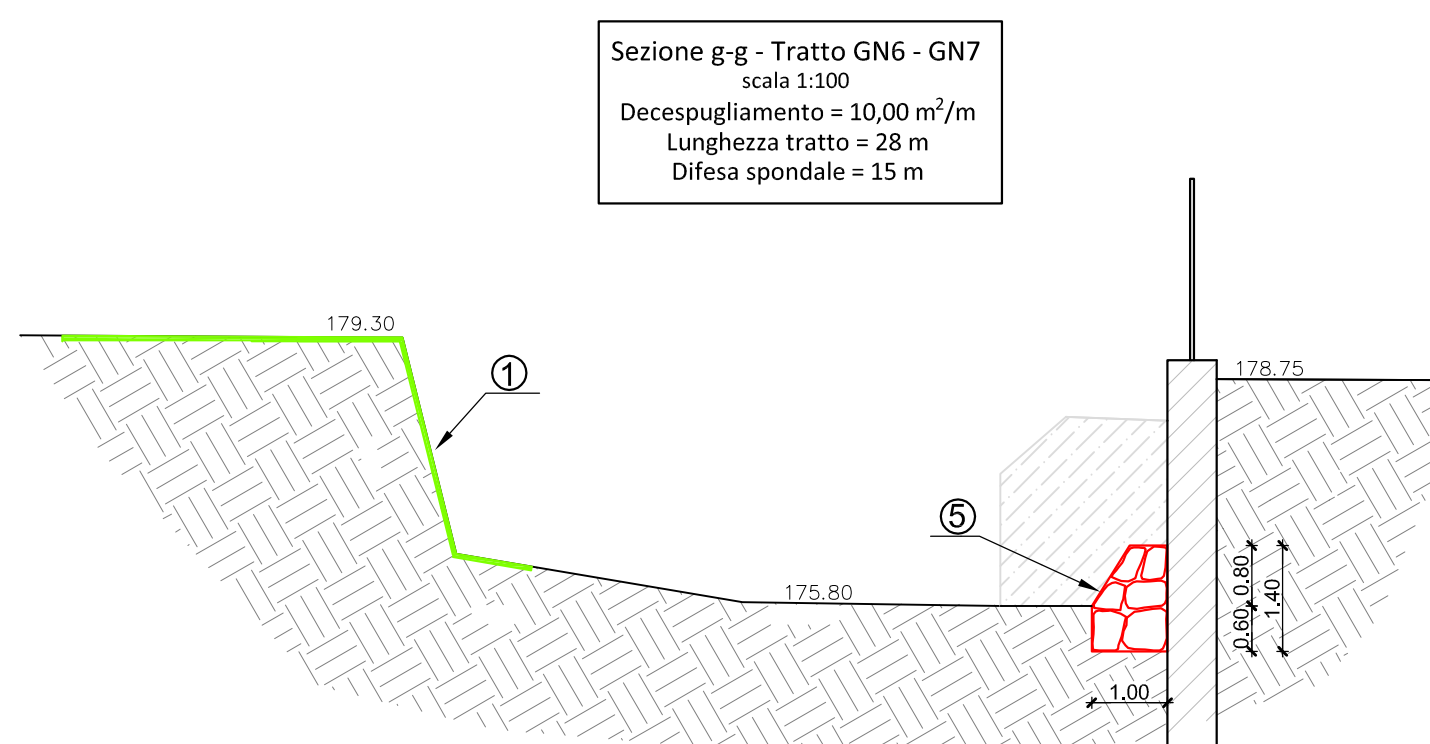 Sezione g-g - Tratto GN6 - GN7
scala 1:100
Decespugliamento = 10,00 m²/m
Lunghezza tratto = 28 m
Difesa spondale = 15 m
179.30
1
178.75
5
175.80
0.80
1.40
0.60
1.00